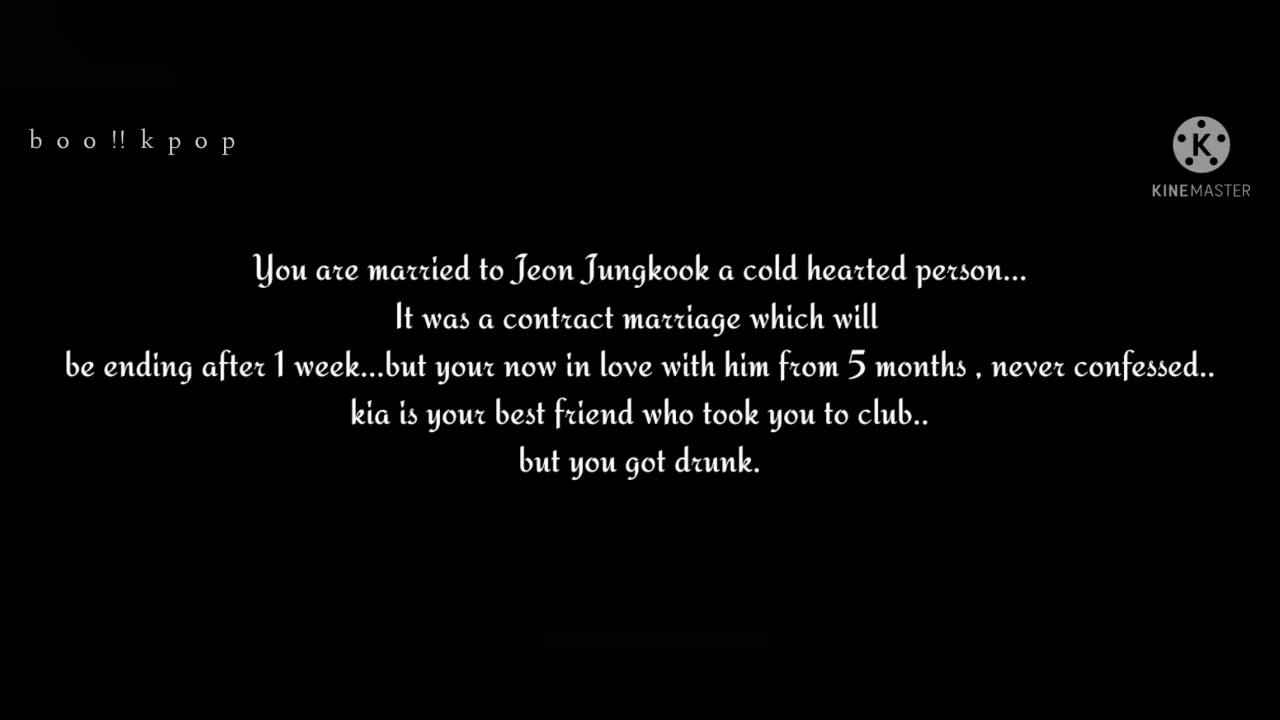 boo!!kpop
K
KINEMASTER
You are married to Jeon Jungkook a cold hearted person...
It was a contract marriage which will
be ending after 1 week...but your now in love with him from 5 months , never confessed..
kia is your best friend who took you to club..
but you got drunk.